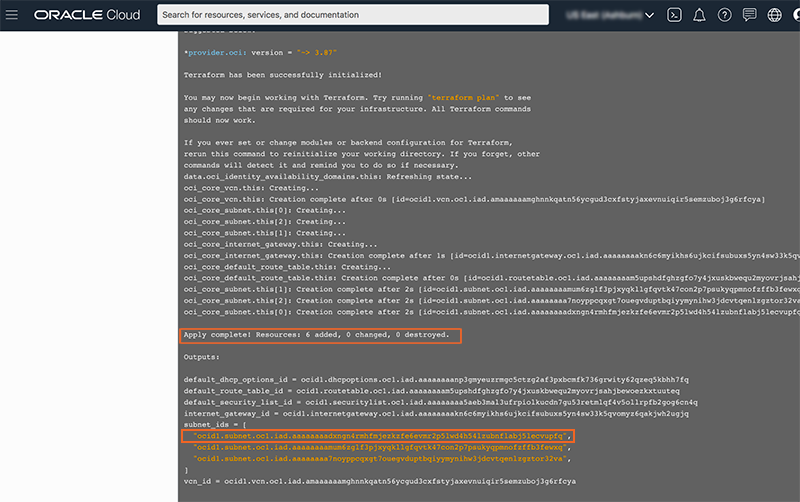 ORACLE Cloud
Search for resources, services, and documentation
US East (Ashburn)
*provider.oci: version = "~> 3.87"
Terraform has been successfully initialized!
You may now begin working with Terraform. Try running "terraform plan" to see
any changes that are required for your infrastructure. All Terraform commands
should now work.
If you ever set or change modules or backend configuration for Terraform,
rerun this command to reinitialize your working directory. If you forget, other
commands will detect it and remind you to do so if necessary.
data.oci_identity_availability_domains.this: Refreshing state...
oci_core_vcn.this: Creating...
oci_core_vcn.this: Creation complete after 0s [id=ocid1.vcn.oc1.iad.amaaaaaamghnnkqatn56ycgud3cxfstyjaxevnuiqir5semzuboj3g6rfcya]
oci_core_subnet.this[0]: Creating...
oci_core_subnet.this[2]: Creating...
oci_core_subnet.this[1]: Creating...
oci_core_internet_gateway.this: Creating...
oci_core_internet_gateway.this: Creation complete after 1s [id=ocid1.internetgateway.oc1.iad.aaaaaaaakn6c6myikhs6ujkcifsubuxs5yn4sw33k5qv
oci_core_default_route_table.this: Creating...
oci_core_default_route_table.this: Creation complete after 0s [id=ocid1.routetable.oc1.iad.aaaaaaaam5upshdfghzgfo7y4jxuskbwequ2myovrjsahj
oci_core_subnet.this[1]: Creation complete after 2s [id=ocid1.subnet.oc1.iad.aaaaaaaamum6zglf3pjxyqkllgfqvtk47con2p7psukyqpmnofzffb3fewxq
oci_core_subnet.this[2]: Creation complete after 2s [id=ocid1.subnet.oc1.iad.aaaaaaaa7noyppcqxgt7ouegvduptbqiyymynihw3jdcvtqenlzgztor32va
oci_core_subnet.this[0]: Creation complete after 2s [id=ocid1.subnet.oc1.iad.aaaaaaaadxngn4rmhfmjezkzfe6evmr2p5lwd4h54lzubnflabj5lecvupfq
Apply complete! Resources: 6 added, 0 changed, 0 destroyed.
Outputs:
default_dhcp_options_id = ocid1.dhcpoptions.oc1.iad.aaaaaaaanp3gmyeuzrmgc5ctzg2af3pxbcmfk736grwity62qzeq5kbhh7fq
default_route_table_id = ocid1.routetable.oc1.iad.aaaaaaaam5upshdfghzgfo7y4jxuskbwequ2myovrjsahjbewoezkxtuuteq
default_security_list_id = ocid1.securitylist.oc1.iad.aaaaaaaa5aeb3mal3ufrpiolkucdn7gu53retmlqf4v5ollrpfb2gog6cn4q
internet_gateway_id = ocid1.internetgateway.oc1.iad.aaaaaaaakn6c6myikhs6ujkcifsubuxs5yn4sw33k5qvomyz6qakjwh2ugjq
subnet_ids = [
"ocid1.subnet.oc1.iad.aaaaaaaadxngn4rmhfmjezkzfe6evmr2p5lwd4h54lzubnflabj5lecvupfq",
"ocid1.subnet.oc1.iad.aaaaaaaamum6zglf3pjxyqkllgfqvtk47con2p7psukyqpmnofzffb3fewxq",
"ocid1.subnet.oc1.iad.aaaaaaaa7noyppcqxgt7ouegvduptbqiyymynihw3jdcvtqenlzgztor32va",
]
vcn_id = ocid1.vcn.oc1.iad.amaaaaaamghnnkqatn56ycgud3cxfstyjaxevnuiqir5semzuboj3g6rfcya